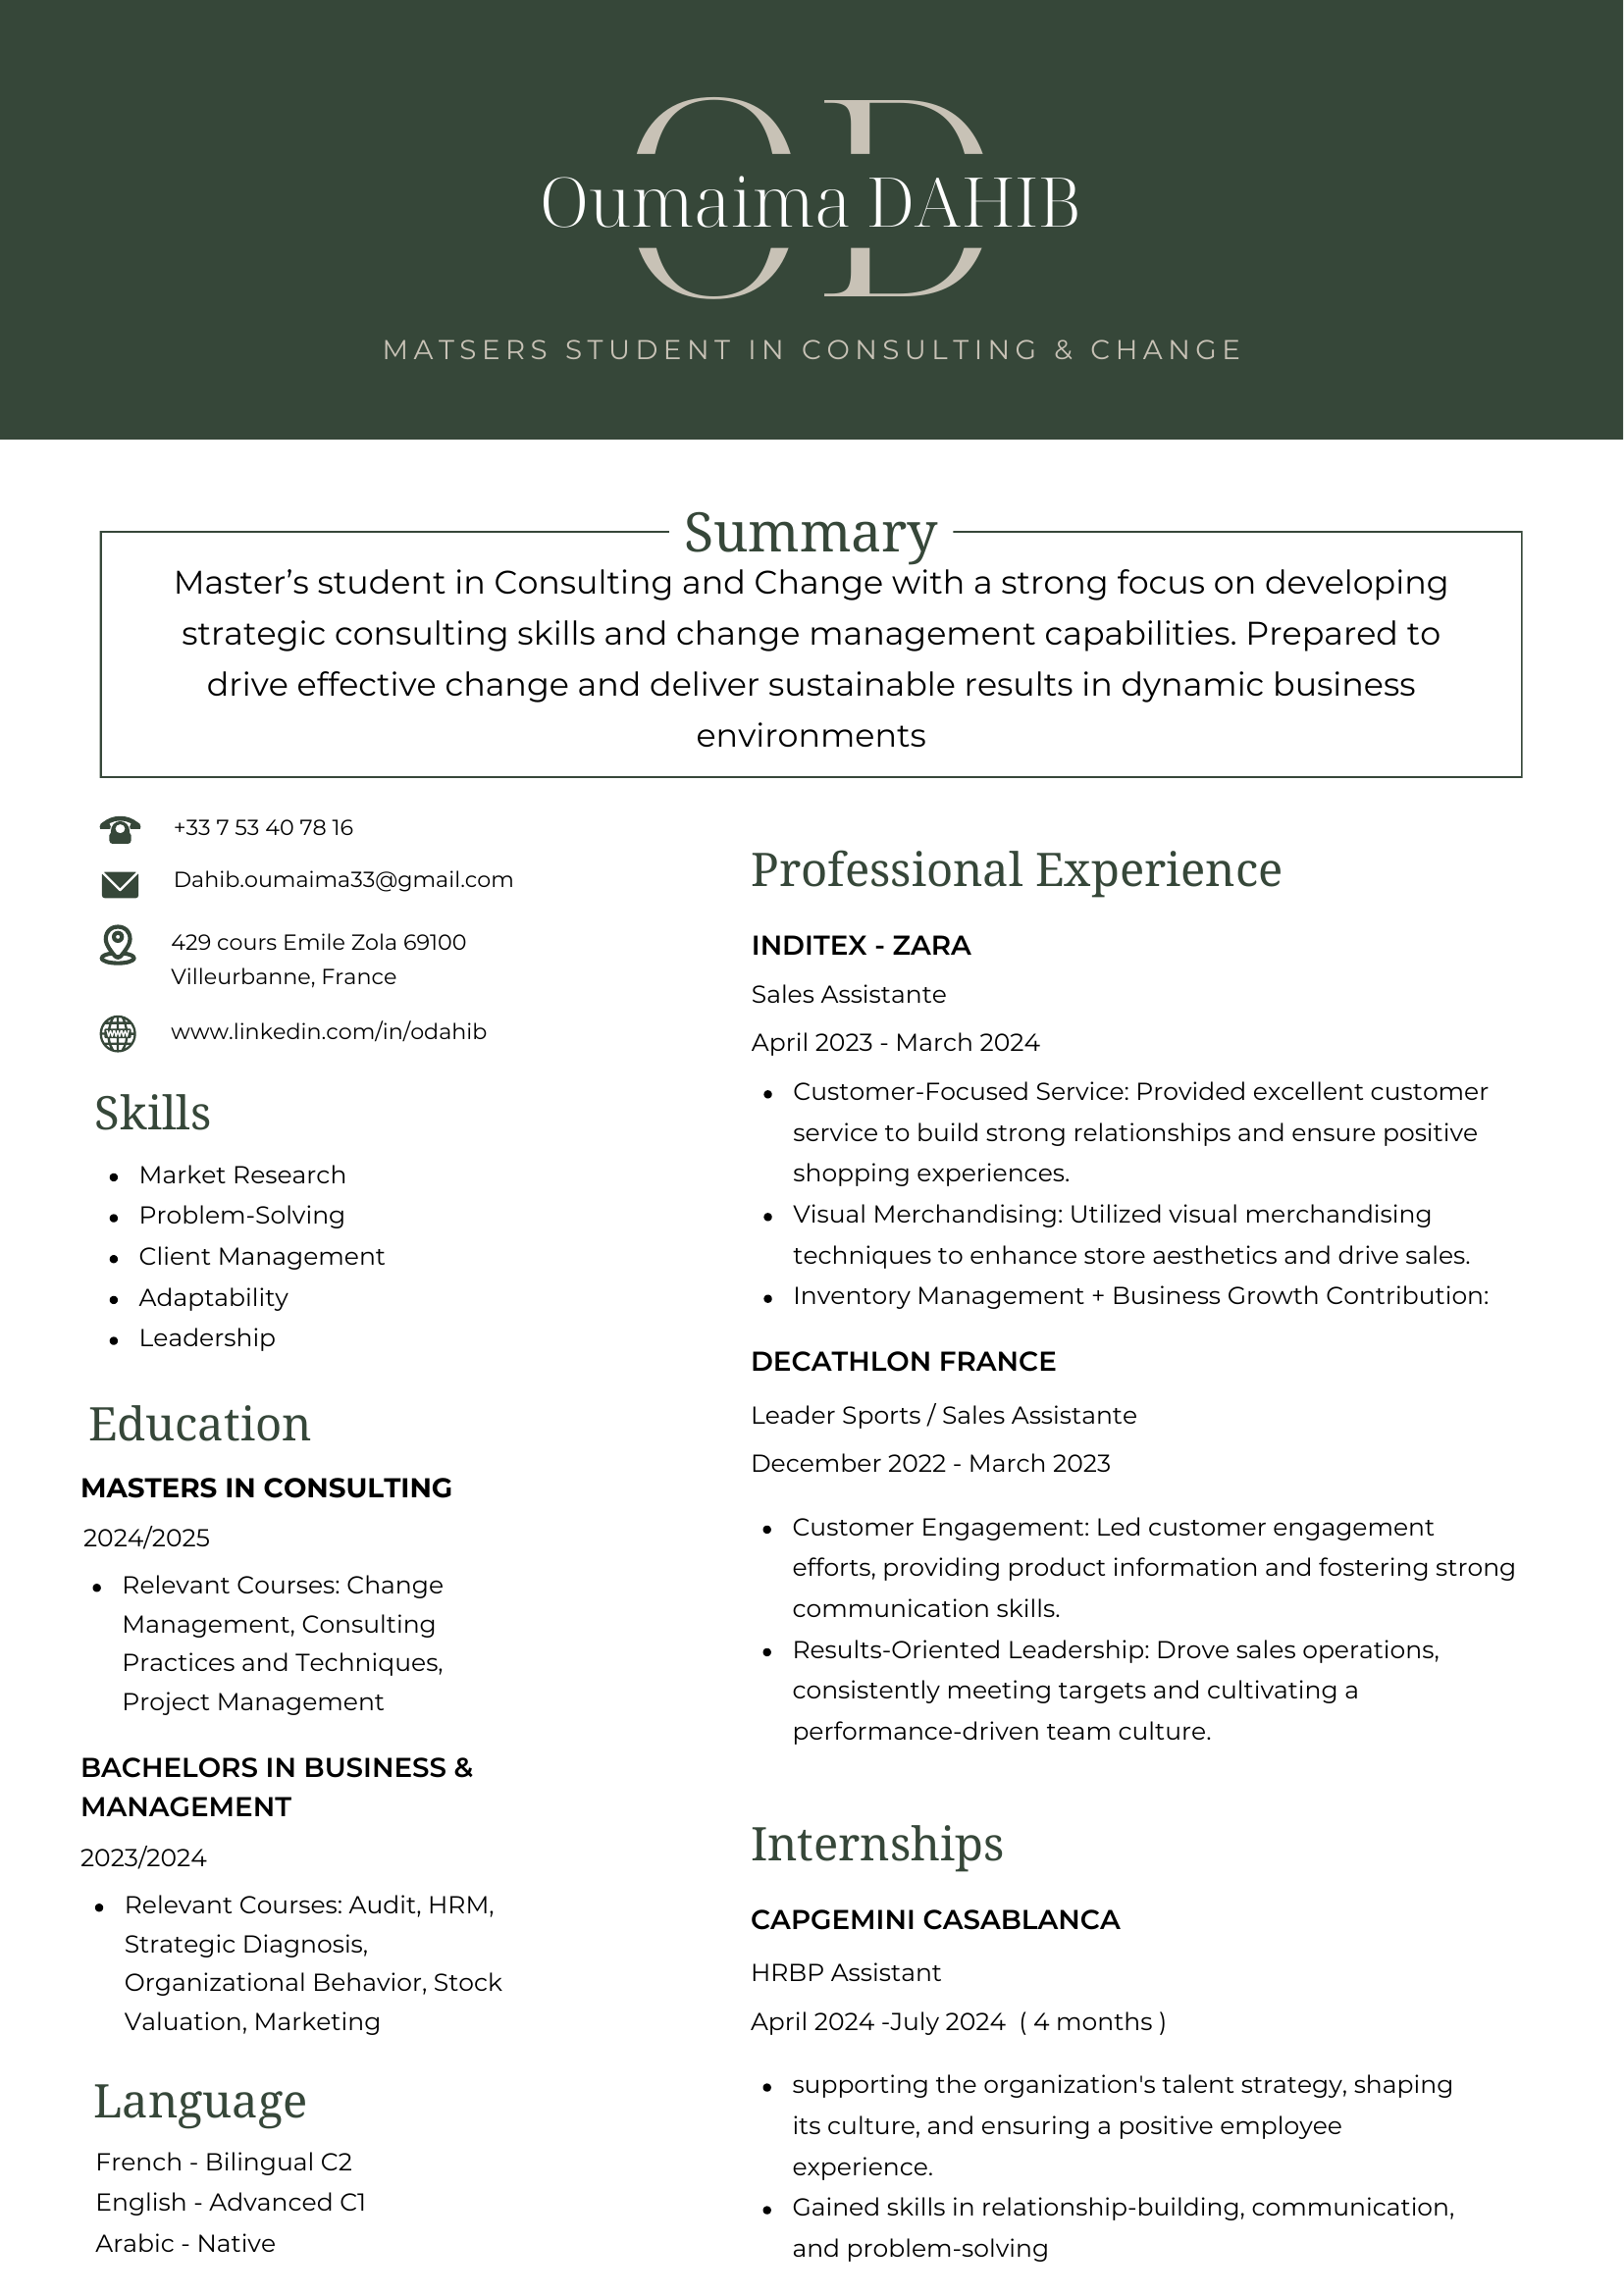 OD
Oumaima DAHIB
MATSERS STUDENT IN CONSULTING & CHANGE
Summary
Master’s student in Consulting and Change with a strong focus on developing
strategic consulting skills and change management capabilities. Prepared to
drive effective change and deliver sustainable results in dynamic business
environments
+33 7 53 40 78 16
Dahib.oumaima33@gmail.com
429 cours Emile Zola 69100
Villeurbanne, France
www
www.linkedin.com/in/odahib
Skills
• Market Research
• Problem-Solving
• Client Management
• Adaptability
• Leadership
Education
MASTERS IN CONSULTING
2024/2025
• Relevant Courses: Change
Management, Consulting
Practices and Techniques,
Project Management
BACHELORS IN BUSINESS &
MANAGEMENT
2023/2024
• Relevant Courses: Audit, HRM,
Strategic Diagnosis,
Organizational Behavior, Stock
Valuation, Marketing
Language
French - Bilingual C2
English - Advanced C1
Arabic - Native
Professional Experience
INDITEX - ZARA
Sales Assistante
April 2023 - March 2024
• Customer-Focused Service: Provided excellent customer
service to build strong relationships and ensure positive
shopping experiences.
• Visual Merchandising: Utilized visual merchandising
techniques to enhance store aesthetics and drive sales.
• Inventory Management + Business Growth Contribution:
DECATHLON FRANCE
Leader Sports / Sales Assistante
December 2022 - March 2023
• Customer Engagement: Led customer engagement
efforts, providing product information and fostering strong
communication skills.
• Results-Oriented Leadership: Drove sales operations,
consistently meeting targets and cultivating a
performance-driven team culture.
Internships
CAPGEMINI CASABLANCA
HRBP Assistant
April 2024 -July 2024 ( 4 months )
• supporting the organization's talent strategy, shaping
its culture, and ensuring a positive employee
experience.
• Gained skills in relationship-building, communication,
and problem-solving